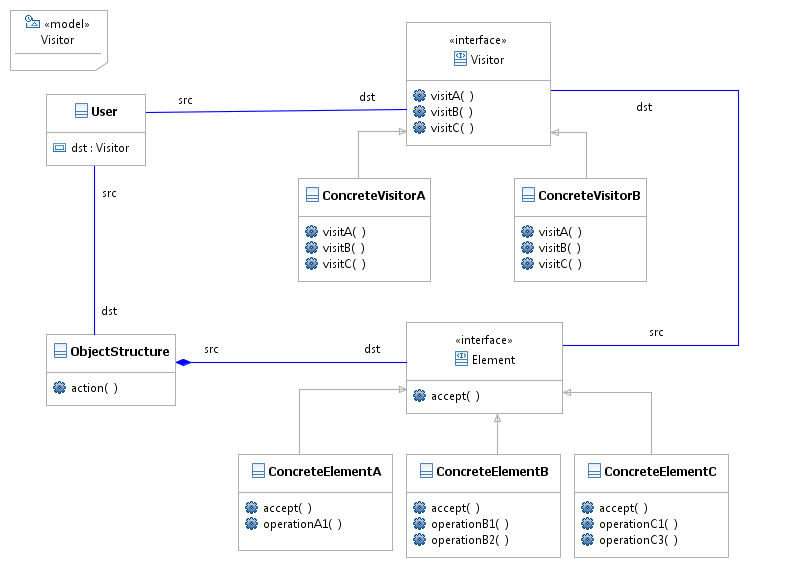 «model»
Visitor
«interface»
Visitor
visitA( )
visitB( )
visitC( )
User
dst : Visitor
src
dst
dst
src
dst
ConcreteVisitorA
visitA( )
visitB( )
visitC( )
ConcreteVisitorB
visitA( )
visitB( )
visitC( )
ObjectStructure
action( )
src
dst
«interface»
Element
accept( )
src
ConcreteElementA
accept( )
operationA1( )
ConcreteElementB
accept( )
operationB1( )
operationB2( )
ConcreteElementC
accept( )
operationC1( )
operationC3( )